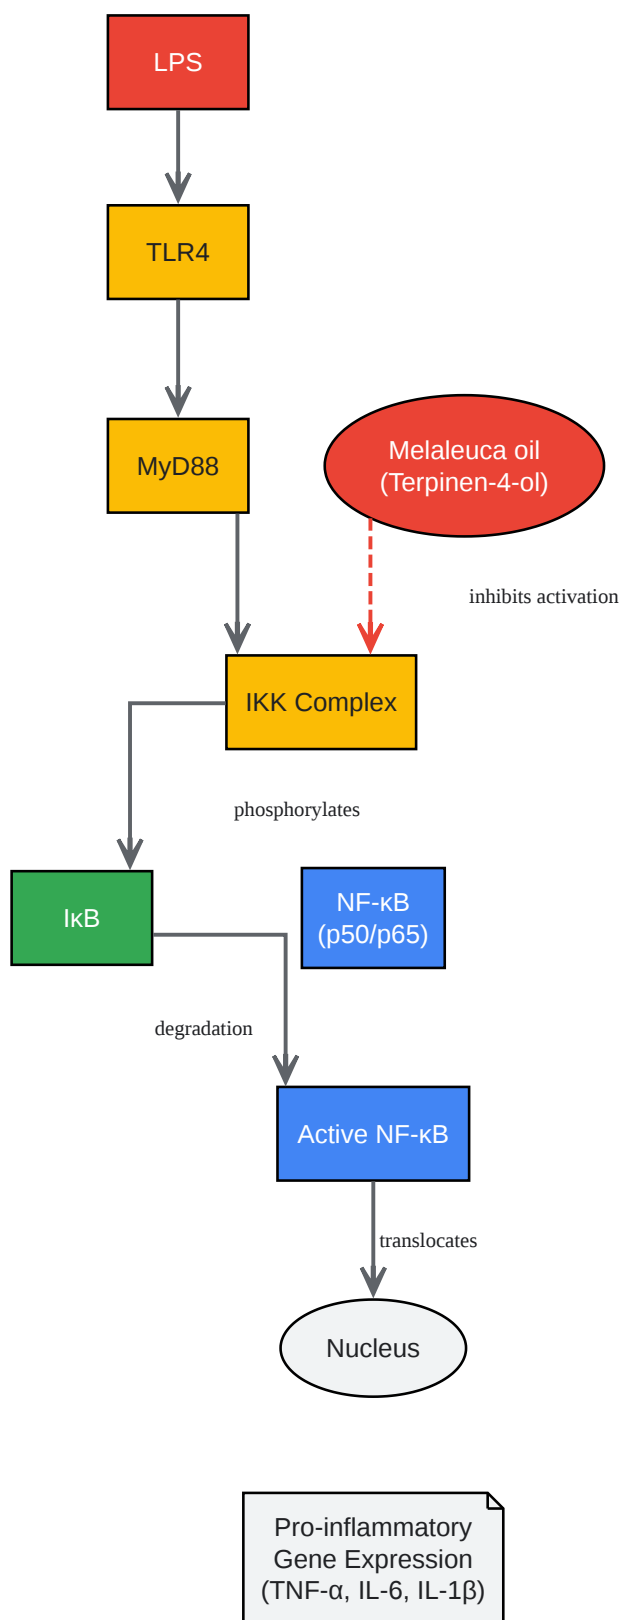 LPS
TLR4
MyD88
Melaleuca oil
(Terpinen-4-ol)
inhibits activation
IKK Complex
phosphorylates
IκB
NF-κB
(p50/p65)
degradation
Active NF-κB
translocates
Nucleus
Pro-inflammatory
Gene Expression
(TNF-α, IL-6, IL-1β)